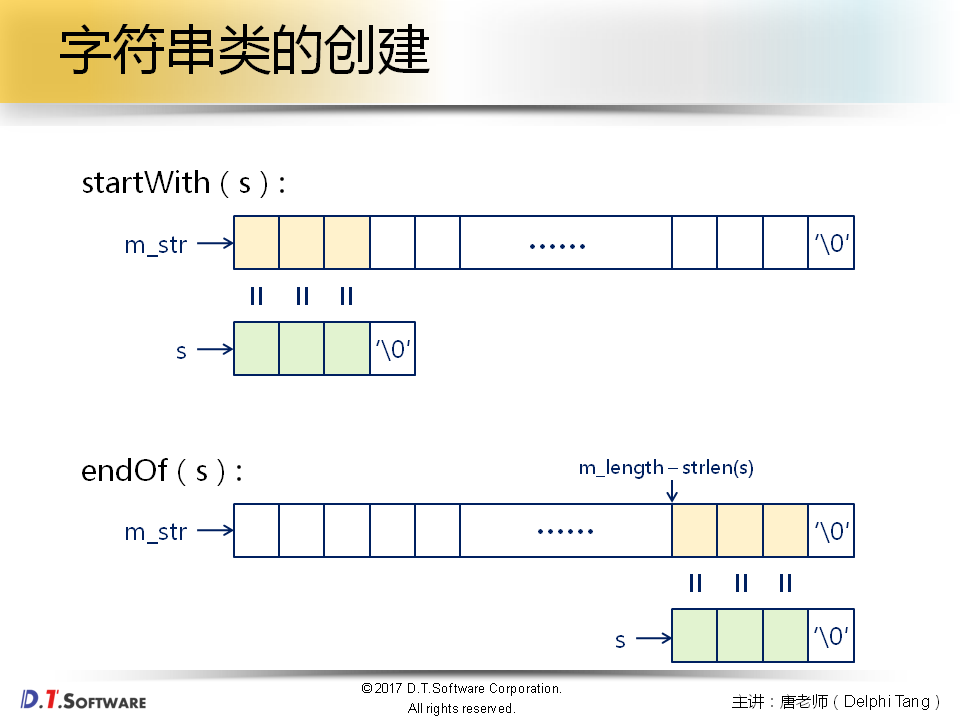 字符串类的创建
startWith ( s ) :
m_str
······
'\0'
s
'\0'
endOf ( s ) :
m_length – strlen(s)
m_str
······
'\0'
s
'\0'
D.T.SOFTWARE
©2017 D.T.Software Corporation.
All rights reserved.
主讲：唐老师 ( Delphi Tang )